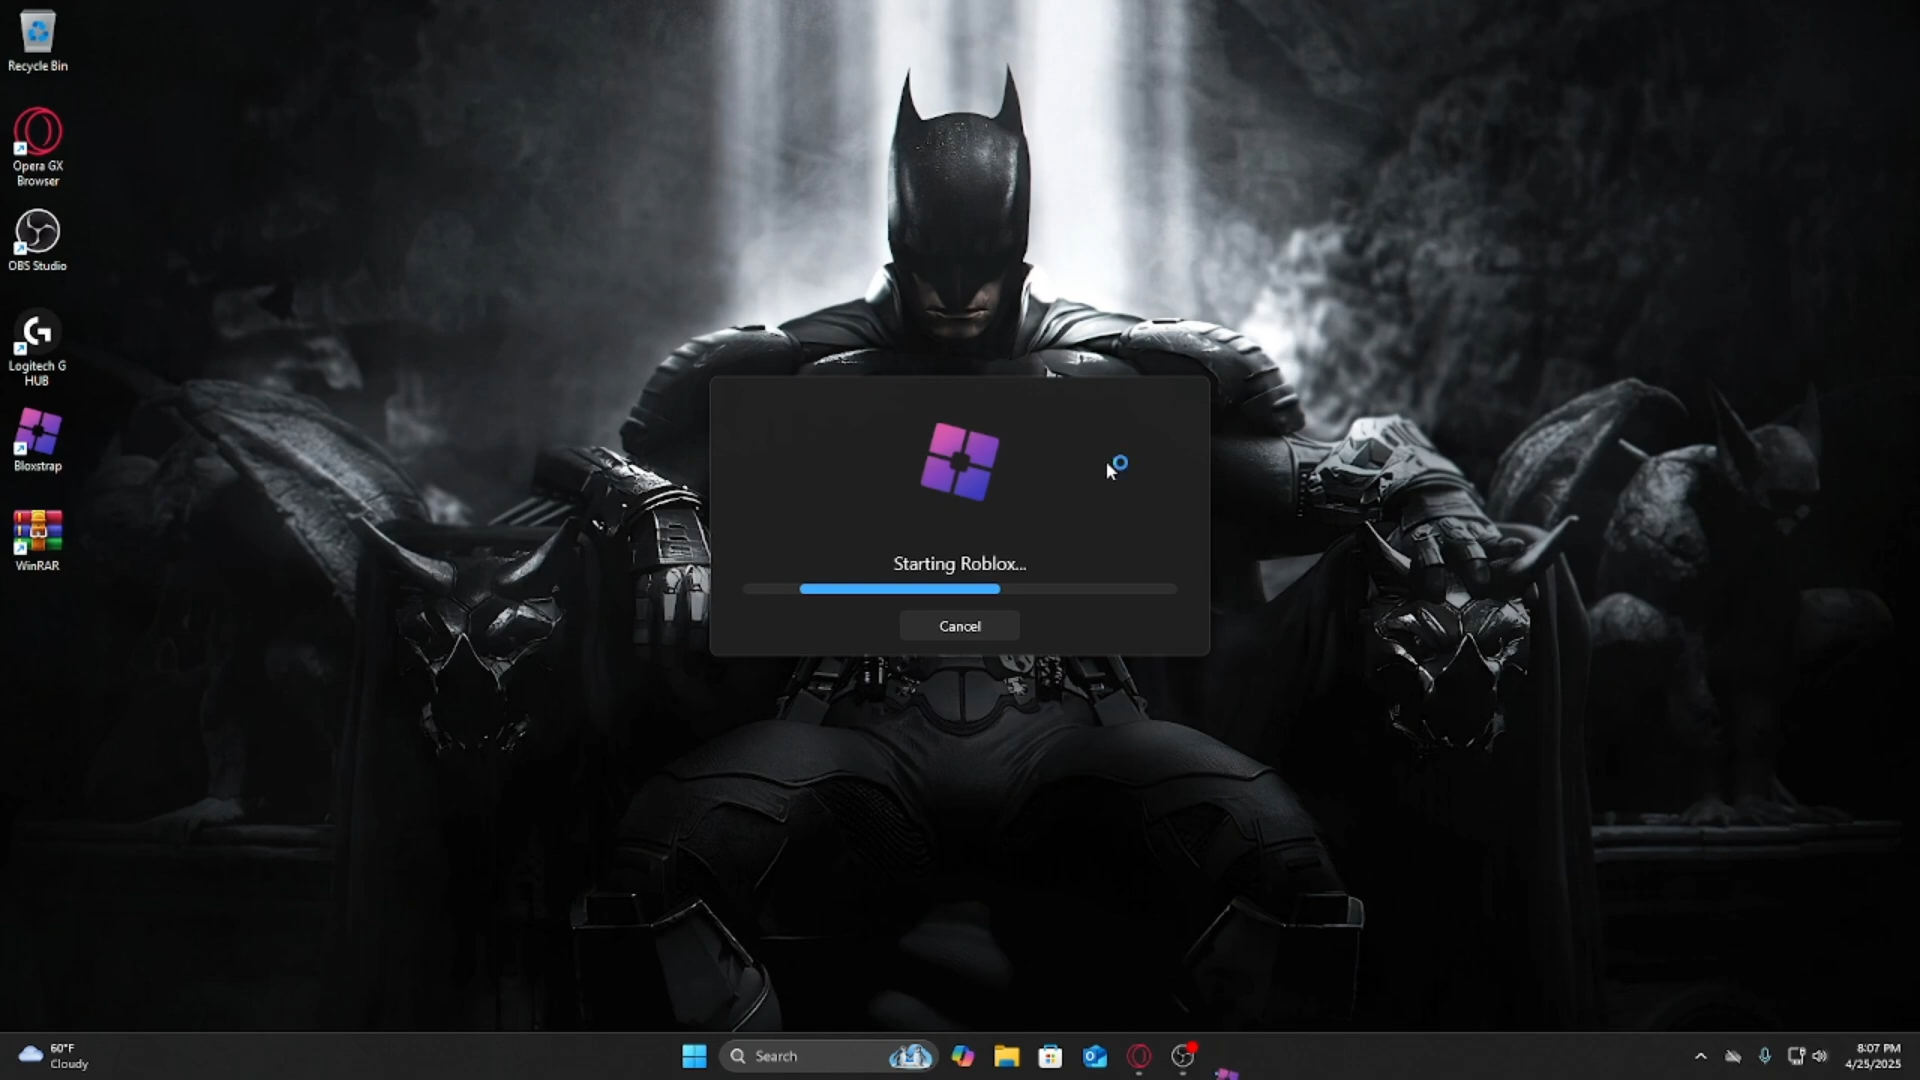 Recycle Bin
Opera GX
Browser
OBS Studio
Logitech G
HUB
Bloxstrap
WinRAR
Starting Roblox...
Cancel
60°F
Cloudy
Search
8:07 PM
4/25/2025